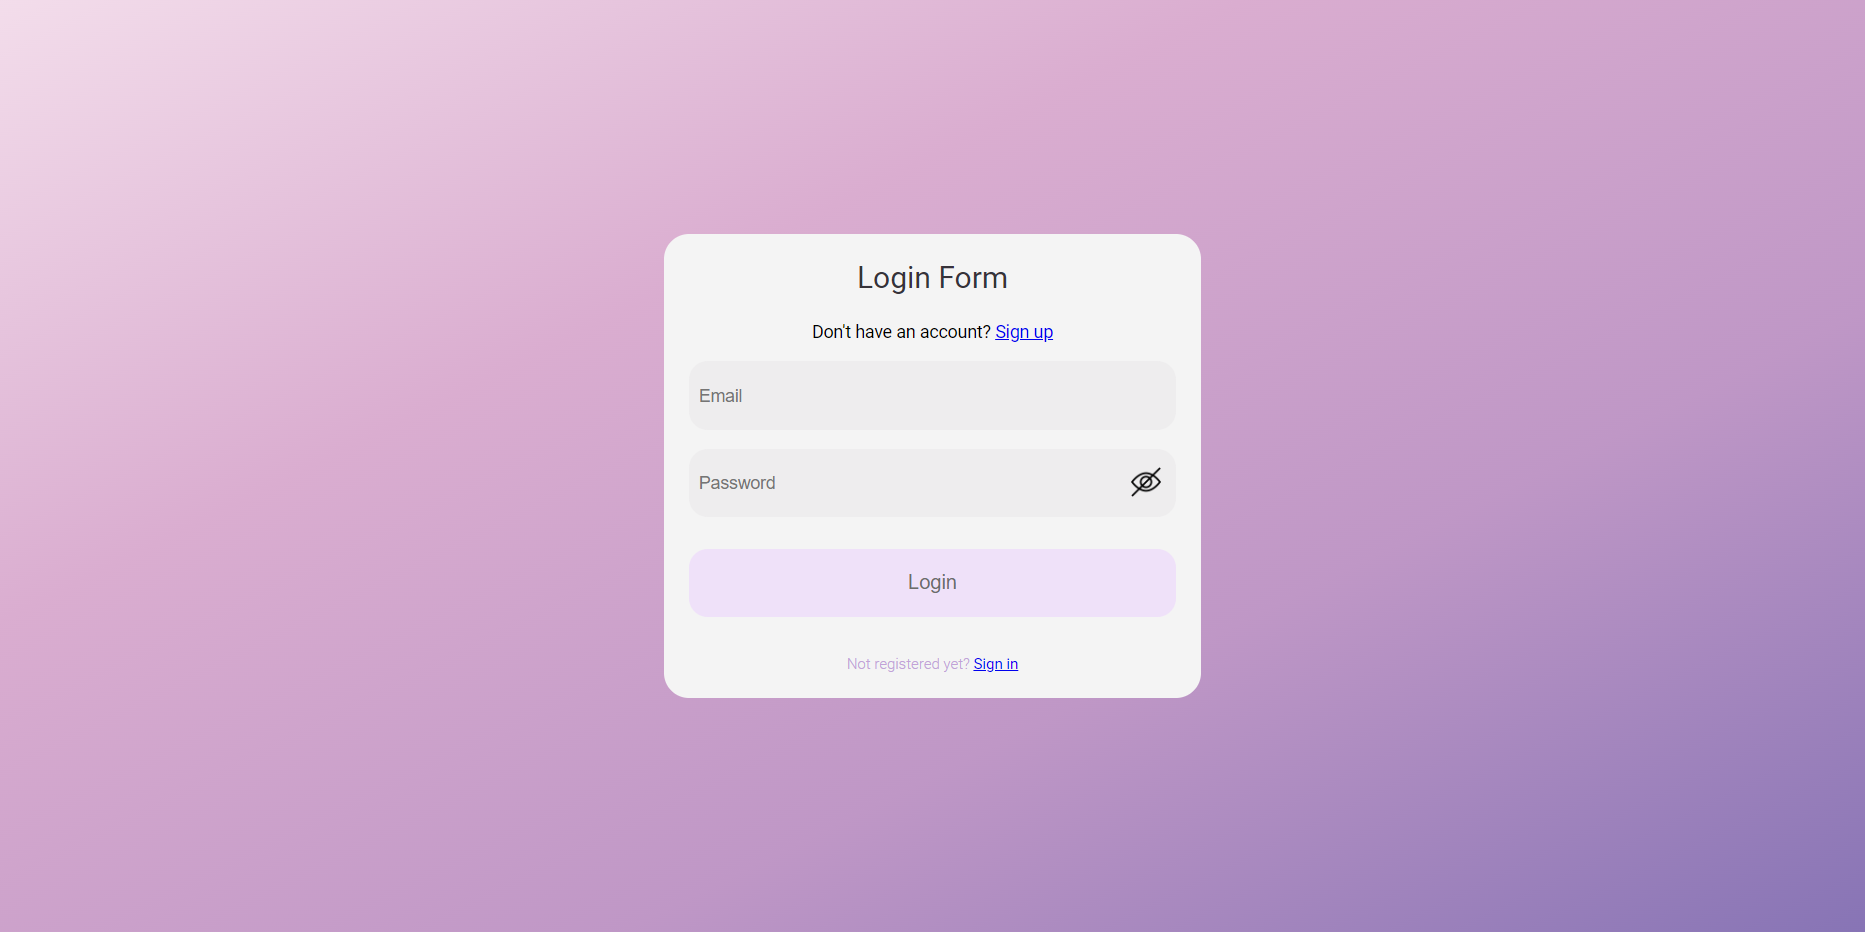 Login Form
Don't have an account? Sign up
Email
Password
Login
Not registered yet? Sign in